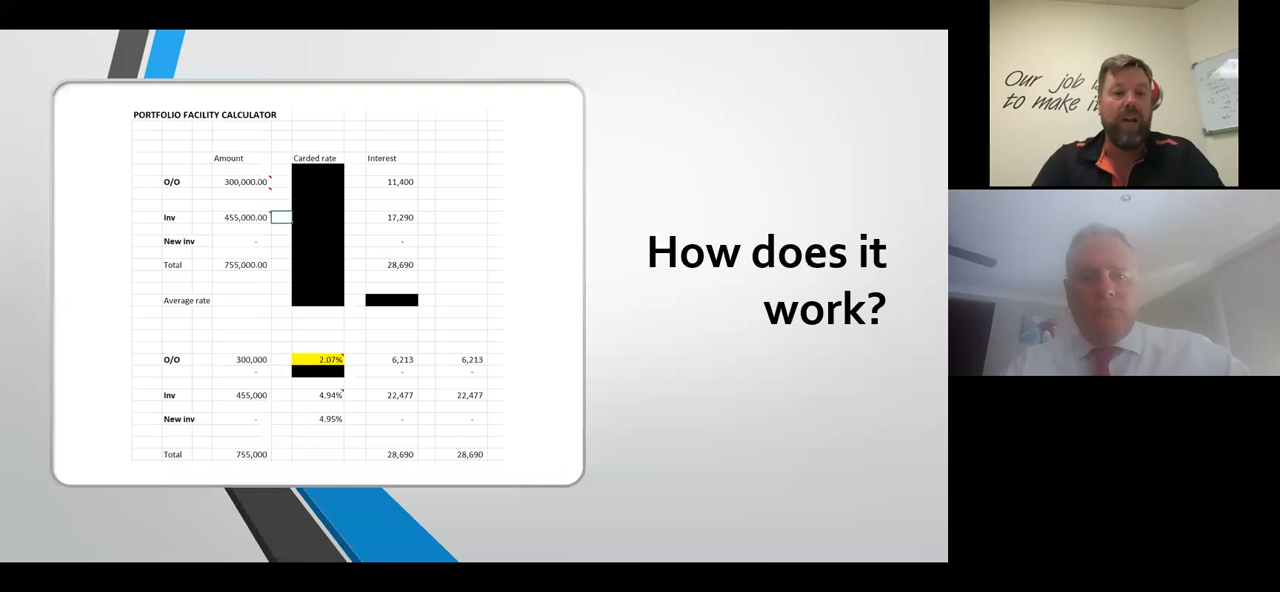 PORTFOLIO FACILITY CALCULATOR
Amount Carded rate Interest
O/O 300,000.00 11,400
Inv 455,000.00 17,290
New inv - -
Total 755,000.00 28,690
Average rate
O/O 300,000 2.07% 6,213 6,213
- - -
Inv 455,000 4.94% 22,477 22,477
New inv - 4.95% - -
Total 755,000 28,690 28,690
How does it
work?
Our job
to make it